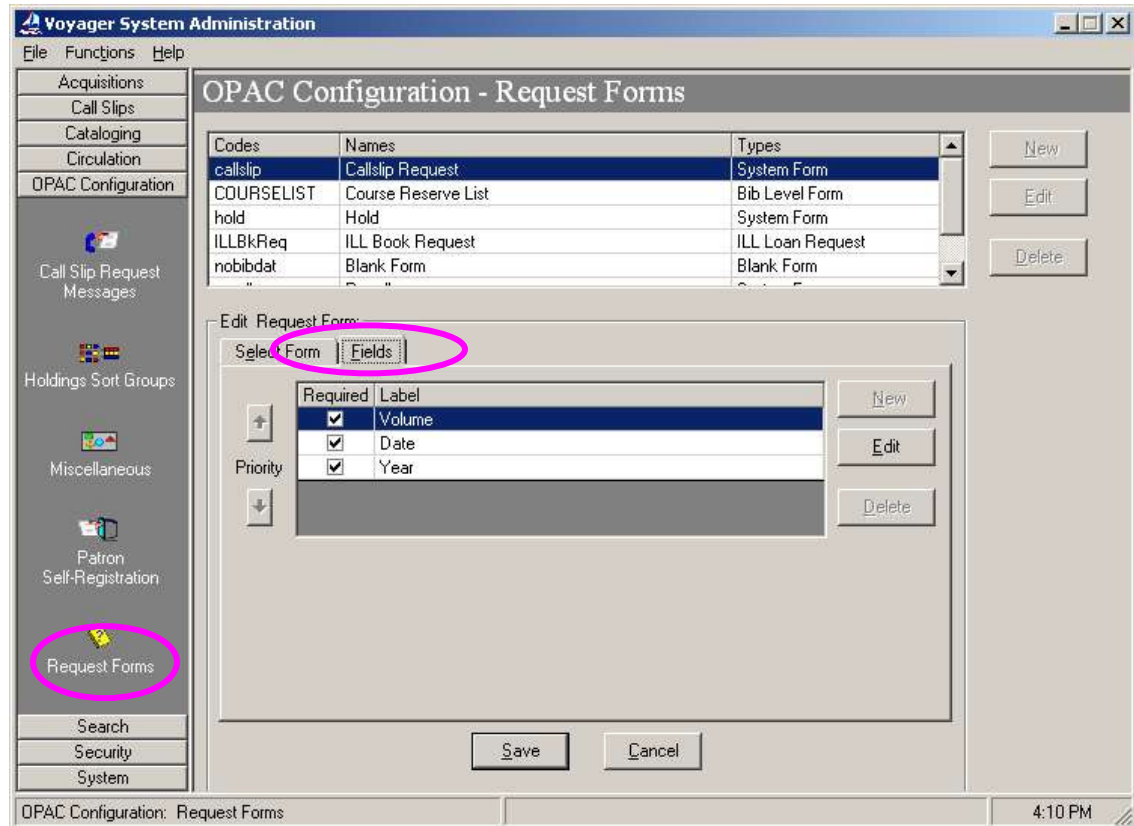 Voyager System Administration
File Functions Help
Acquisitions
Call Slips
Cataloging
Circulation
OPAC Configuration
Call Slip Request
Messages
Holdings Sort Groups
Miscellaneous
Patron
Self-Registration
Request Forms
Search
Security
System
OPAC Configuration - Request Forms
Codes Names Types
callslip Callslip Request System Form
COURSELIST Course Reserve List Bib Level Form
hold Hold System Form
ILLBkReq ILL Book Request ILL Loan Request
nobibdat Blank Form Blank Form
New
Edit
Delete
Edit Request Form:
Select Form Fields
Required Label
Volume
Date
Year
Priority
New
Edit
Delete
Save Cancel
OPAC Configuration: Request Forms 4:10 PM